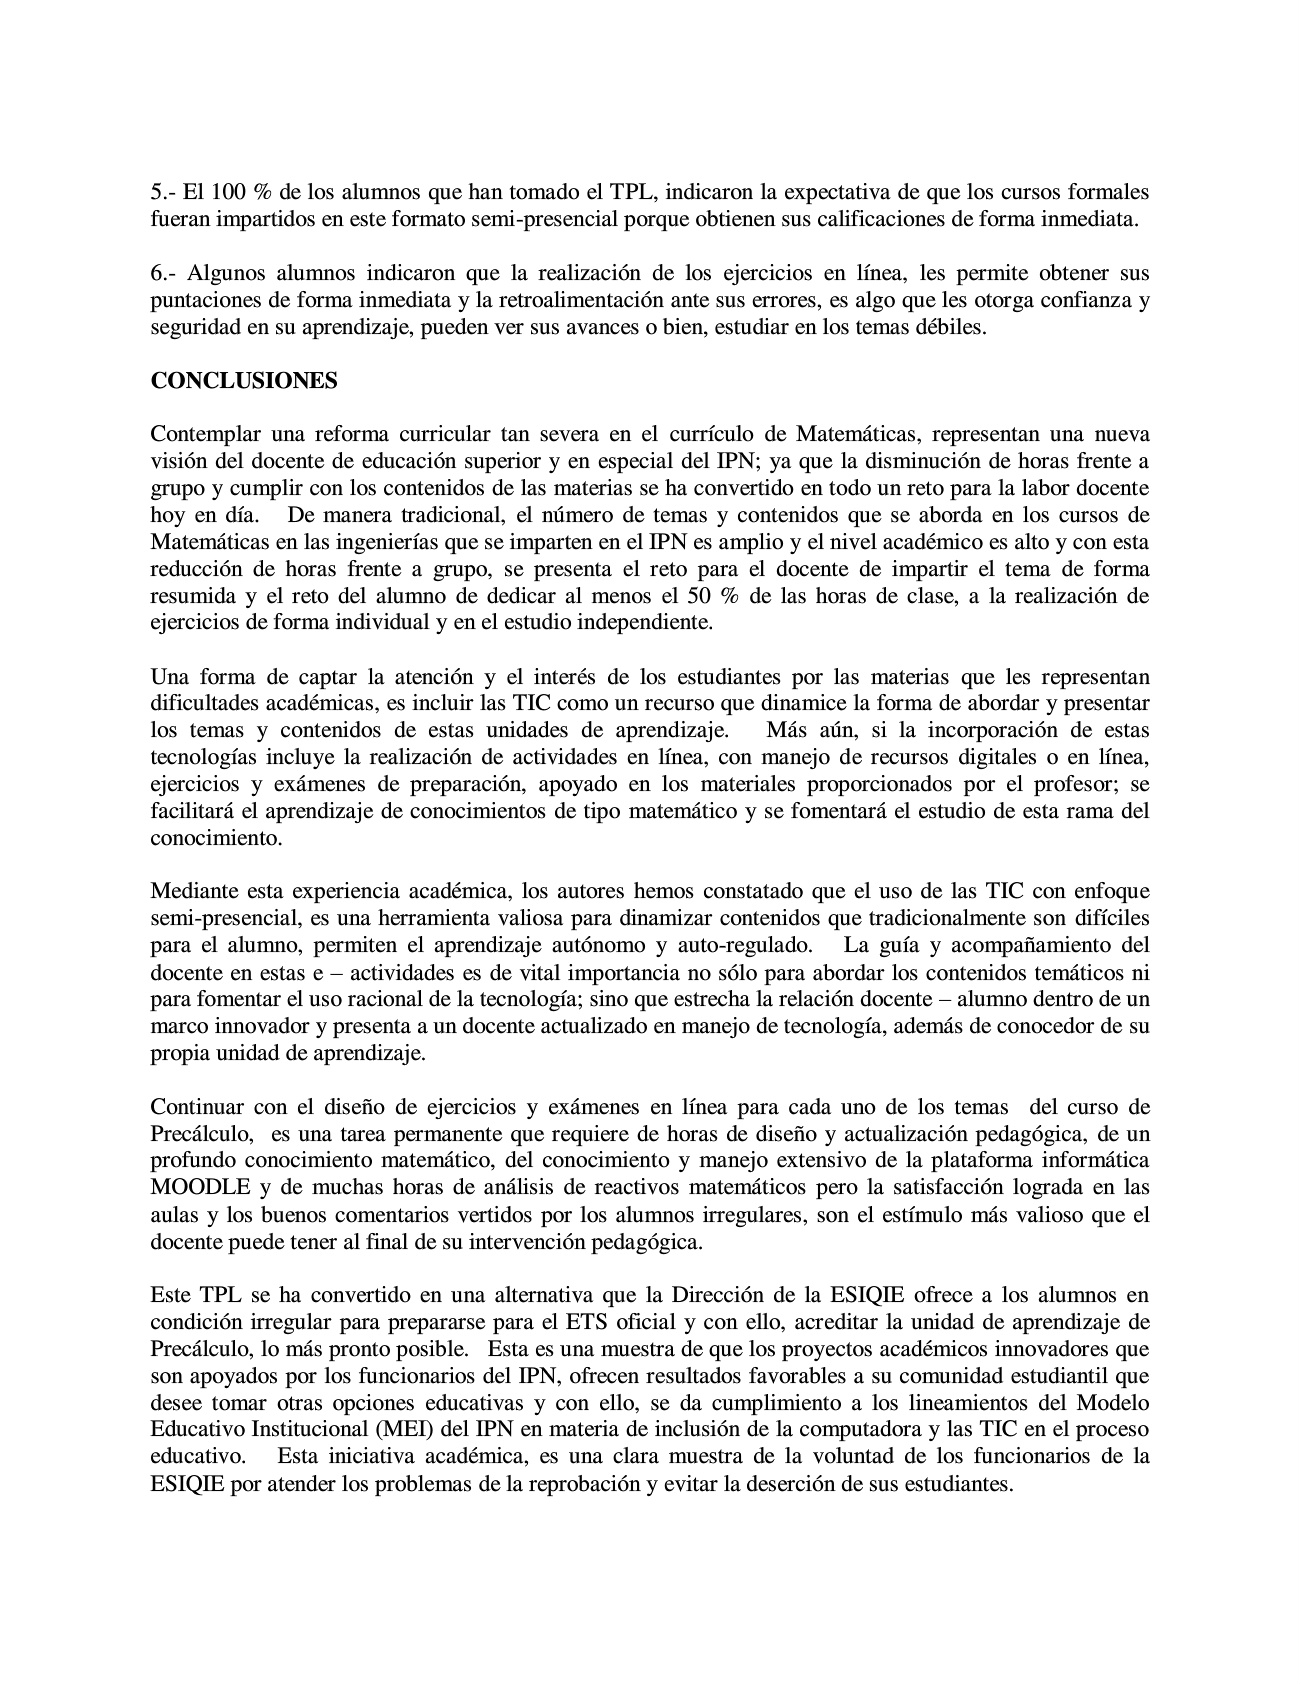 5.- El 100 % de los alumnos que han tomado el TPL, indicaron la expectativa de que los cursos formales
fueran impartidos en este formato semi-presencial porque obtienen sus calificaciones de forma inmediata.
6.- Algunos alumnos indicaron que la realización de los ejercicios en línea, les permite obtener sus
puntaciones de forma inmediata y la retroalimentación ante sus errores, es algo que les otorga confianza y
seguridad en su aprendizaje, pueden ver sus avances o bien, estudiar en los temas débiles.
CONCLUSIONES
Contemplar una reforma curricular tan severa en el currículo de Matemáticas, representan una nueva
visión del docente de educación superior y en especial del IPN; ya que la disminución de horas frente a
grupo y cumplir con los contenidos de las materias se ha convertido en todo un reto para la labor docente
hoy en día. De manera tradicional, el número de temas y contenidos que se aborda en los cursos de
Matemáticas en las ingenierías que se imparten en el IPN es amplio y el nivel académico es alto y con esta
reducción de horas frente a grupo, se presenta el reto para el docente de impartir el tema de forma
resumida y el reto del alumno de dedicar al menos el 50 % de las horas de clase, a la realización de
ejercicios de forma individual y en el estudio independiente.
Una forma de captar la atención y el interés de los estudiantes por las materias que les representan
dificultades académicas, es incluir las TIC como un recurso que dinamice la forma de abordar y presentar
los temas y contenidos de estas unidades de aprendizaje. Más aún, si la incorporación de estas
tecnologías incluye la realización de actividades en línea, con manejo de recursos digitales o en línea,
ejercicios y exámenes de preparación, apoyado en los materiales proporcionados por el profesor; se
facilitará el aprendizaje de conocimientos de tipo matemático y se fomentará el estudio de esta rama del
conocimiento.
Mediante esta experiencia académica, los autores hemos constatado que el uso de las TIC con enfoque
semi-presencial, es una herramienta valiosa para dinamizar contenidos que tradicionalmente son difíciles
para el alumno, permiten el aprendizaje autónomo y auto-regulado. La guía y acompañamiento del
docente en estas e – actividades es de vital importancia no sólo para abordar los contenidos temáticos ni
para fomentar el uso racional de la tecnología; sino que estrecha la relación docente – alumno dentro de un
marco innovador y presenta a un docente actualizado en manejo de tecnología, además de conocedor de su
propia unidad de aprendizaje.
Continuar con el diseño de ejercicios y exámenes en línea para cada uno de los temas del curso de
Precálculo, es una tarea permanente que requiere de horas de diseño y actualización pedagógica, de un
profundo conocimiento matemático, del conocimiento y manejo extensivo de la plataforma informática
MOODLE y de muchas horas de análisis de reactivos matemáticos pero la satisfacción lograda en las
aulas y los buenos comentarios vertidos por los alumnos irregulares, son el estímulo más valioso que el
docente puede tener al final de su intervención pedagógica.
Este TPL se ha convertido en una alternativa que la Dirección de la ESIQIE ofrece a los alumnos en
condición irregular para prepararse para el ETS oficial y con ello, acreditar la unidad de aprendizaje de
Precálculo, lo más pronto posible. Esta es una muestra de que los proyectos académicos innovadores que
son apoyados por los funcionarios del IPN, ofrecen resultados favorables a su comunidad estudiantil que
desee tomar otras opciones educativas y con ello, se da cumplimiento a los lineamientos del Modelo
Educativo Institucional (MEI) del IPN en materia de inclusión de la computadora y las TIC en el proceso
educativo. Esta iniciativa académica, es una clara muestra de la voluntad de los funcionarios de la
ESIQIE por atender los problemas de la reprobación y evitar la deserción de sus estudiantes.